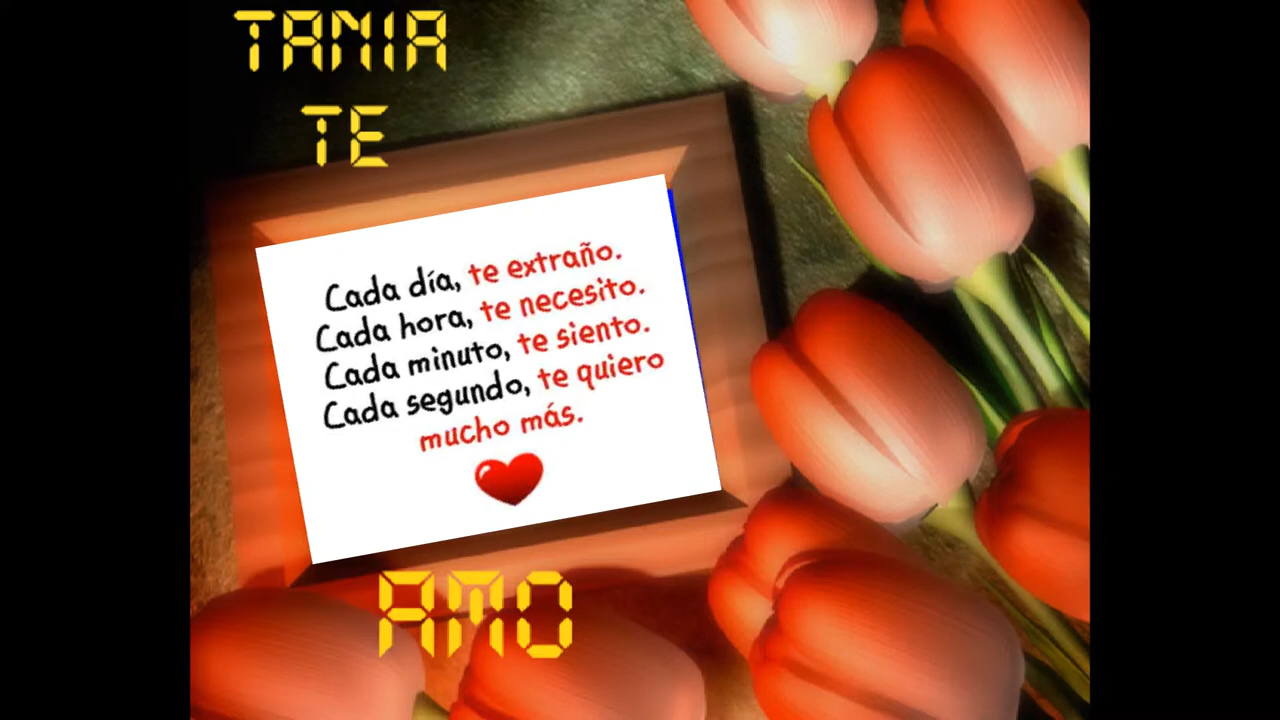 TANIA
TE
Cada día, te extraño.
Cada hora, te necesito.
Cada minuto, te siento.
Cada segundo, te quiero
mucho más.
AMO